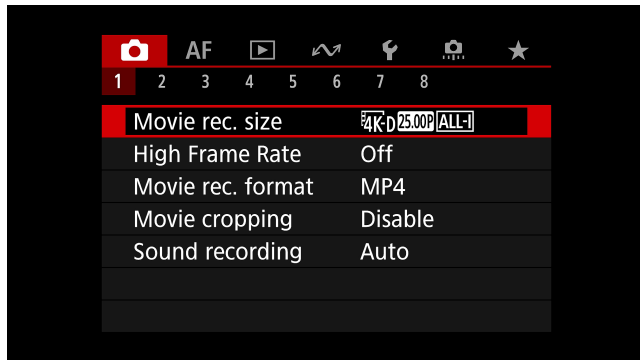 AF
1 2 3 4 5 6 7 8
Movie rec. size 4K-D 25.00P ALL-I
High Frame Rate Off
Movie rec. format MP4
Movie cropping Disable
Sound recording Auto